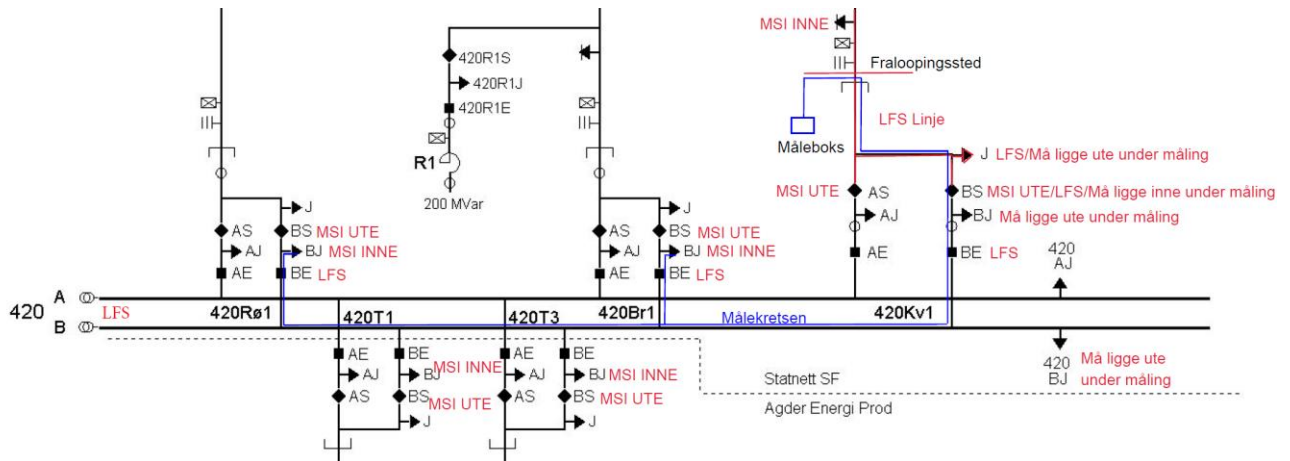 MSI INNE
Fraloopingssted
420R1S
420R1J
420R1E
R1
200 MVar
Måleboks
LFS Linje
J LFS/Må ligge ute under måling
MSI UTE AS
BS MSI UTE/LFS/Må ligge inne under måling
AJ
BJ Må ligge ute under måling
AE
BE LFS
J
AS
BS MSI UTE
AJ
BJ MSI INNE
AE
BE LFS
J
AS
BS MSI UTE
AJ
BJ MSI INNE
AE
BE LFS
420
AJ
420
A
B
LFS
420Rø1
420T1
420T3
420Br1
Målekretsen
420Kv1
AE
BE
AJ
BJ MSI INNE
AS
BS MSI UTE
J
AE
BE
AJ
BJ MSI INNE
AS
BS MSI UTE
J
420
BJ
Må ligge ute
under måling
Statnett SF
Agder Energi Prod